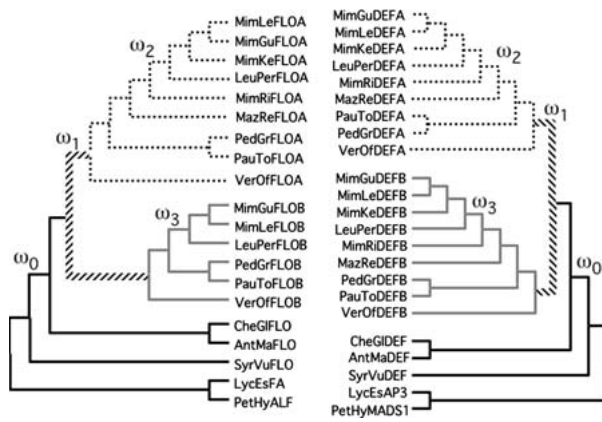 MimLeFLOA
MimGuFLOA
ω2
MimKeFLOA
LeuPerFLOA
MimRiFLOA
MazReFLOA
ω1
PedGrFLOA
PauToFLOA
VerOfFLOA
MimGuFLOB
ω3
MimLeFLOB
LeuPerFLOB
ω0
PedGrFLOB
PauToFLOB
VerOfFLOB
CheGlFLO
AntMaFLO
SyrVuFLO
LycEsFA
PetHyALF
MimGuDEFA
MimLeDEFA
MimKeDEFA
ω2
LeuPerDEFA
MimRiDEFA
MazReDEFA
ω1
PauToDEFA
PedGrDEFA
VerOfDEFA
MimGuDEFB
MimLeDEFB
ω3
MimKeDEFB
LeuPerDEFB
MimRiDEFB
MazReDEFB
ω0
PedGrDEFB
PauToDEFB
VerOfDEFB
CheGlDEF
AntMaDEF
SyrVuDEF
LycEsAP3
PetHyMADS1